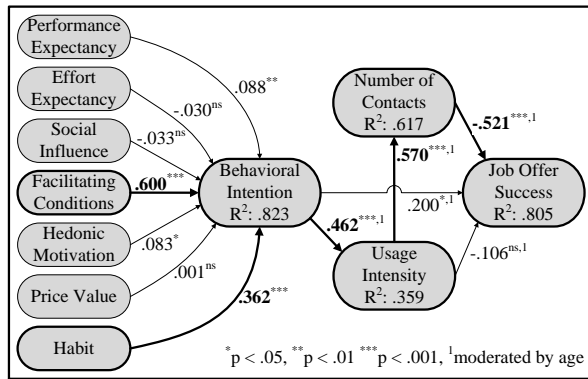 Performance
Expectancy
Effort
Expectancy
Social
Influence
Facilitating
Conditions
Hedonic
Motivation
Price Value
Habit
.088**
-.030ns
-.033ns
.600***
.083*
.001ns
.362***
Behavioral
Intention
R²: .823
.462***,1
.200*,1
Number of
Contacts
R²: .617
.570***,1
Usage
Intensity
R²: .359
-.521***,1
-.106ns,1
Job Offer
Success
R²: .805
*p < .05, **p < .01 ***p < .001, ¹moderated by age